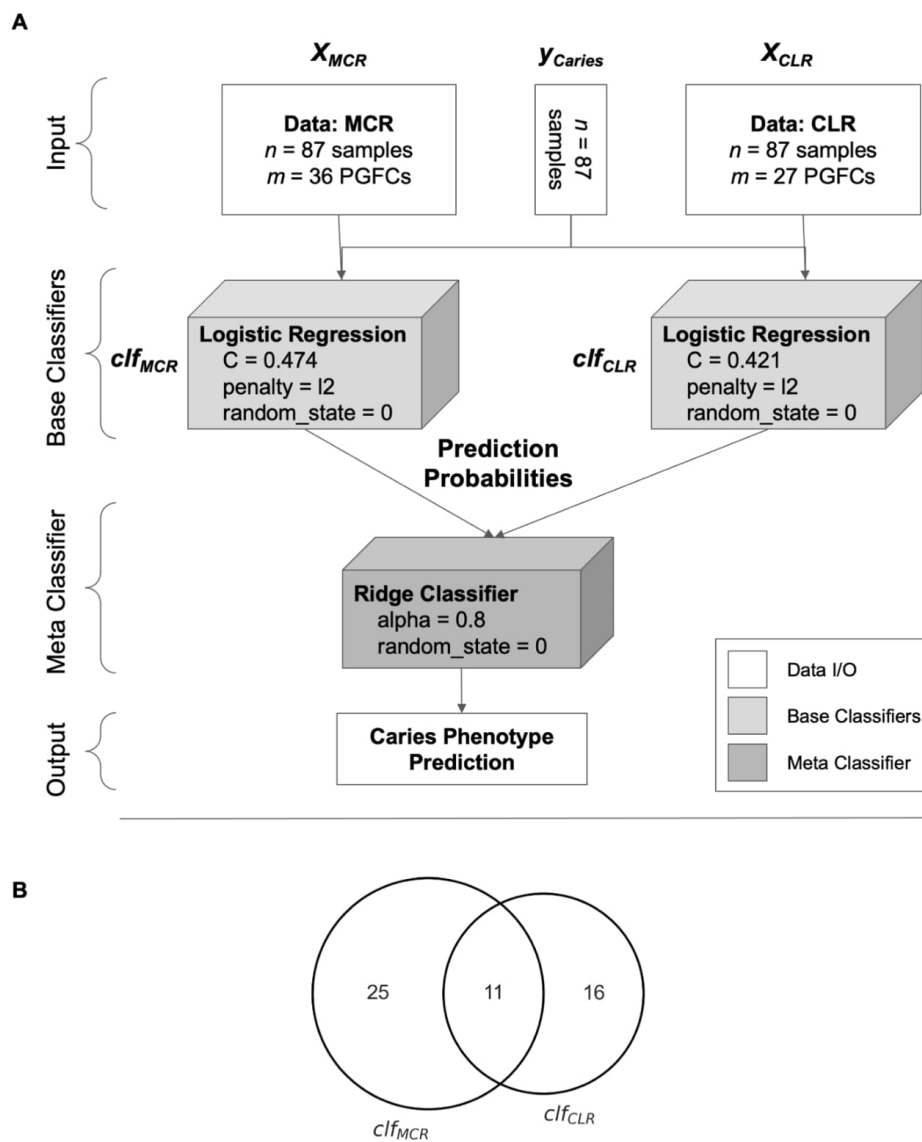 A
X_MCR
y_Caries
X_CLR
Input
Data: MCR
n = 87 samples
m = 36 PGFCs
n = 87
samples
Data: CLR
n = 87 samples
m = 27 PGFCs
Base Classifiers
clf_MCR
Logistic Regression
C = 0.474
penalty = l2
random_state = 0
clf_CLR
Logistic Regression
C = 0.421
penalty = l2
random_state = 0
Prediction
Probabilities
Meta Classifier
Ridge Classifier
alpha = 0.8
random_state = 0
Output
Caries Phenotype
Prediction
Data I/O
Base Classifiers
Meta Classifier
B
25
11
16
clf_MCR
clf_CLR